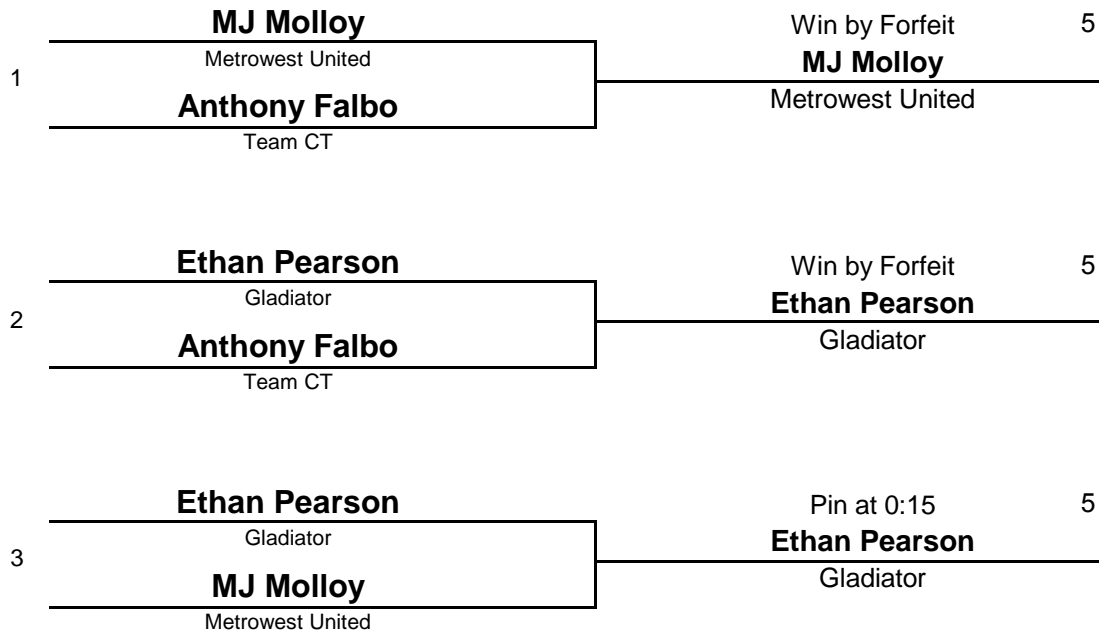 MJ Molloy
Metrowest United
1
Anthony Falbo
Team CT
Win by Forfeit 5
MJ Molloy
Metrowest United
Ethan Pearson
Gladiator
2
Anthony Falbo
Team CT
Win by Forfeit 5
Ethan Pearson
Gladiator
Ethan Pearson
Gladiator
3
MJ Molloy
Metrowest United
Pin at 0:15 5
Ethan Pearson
Gladiator